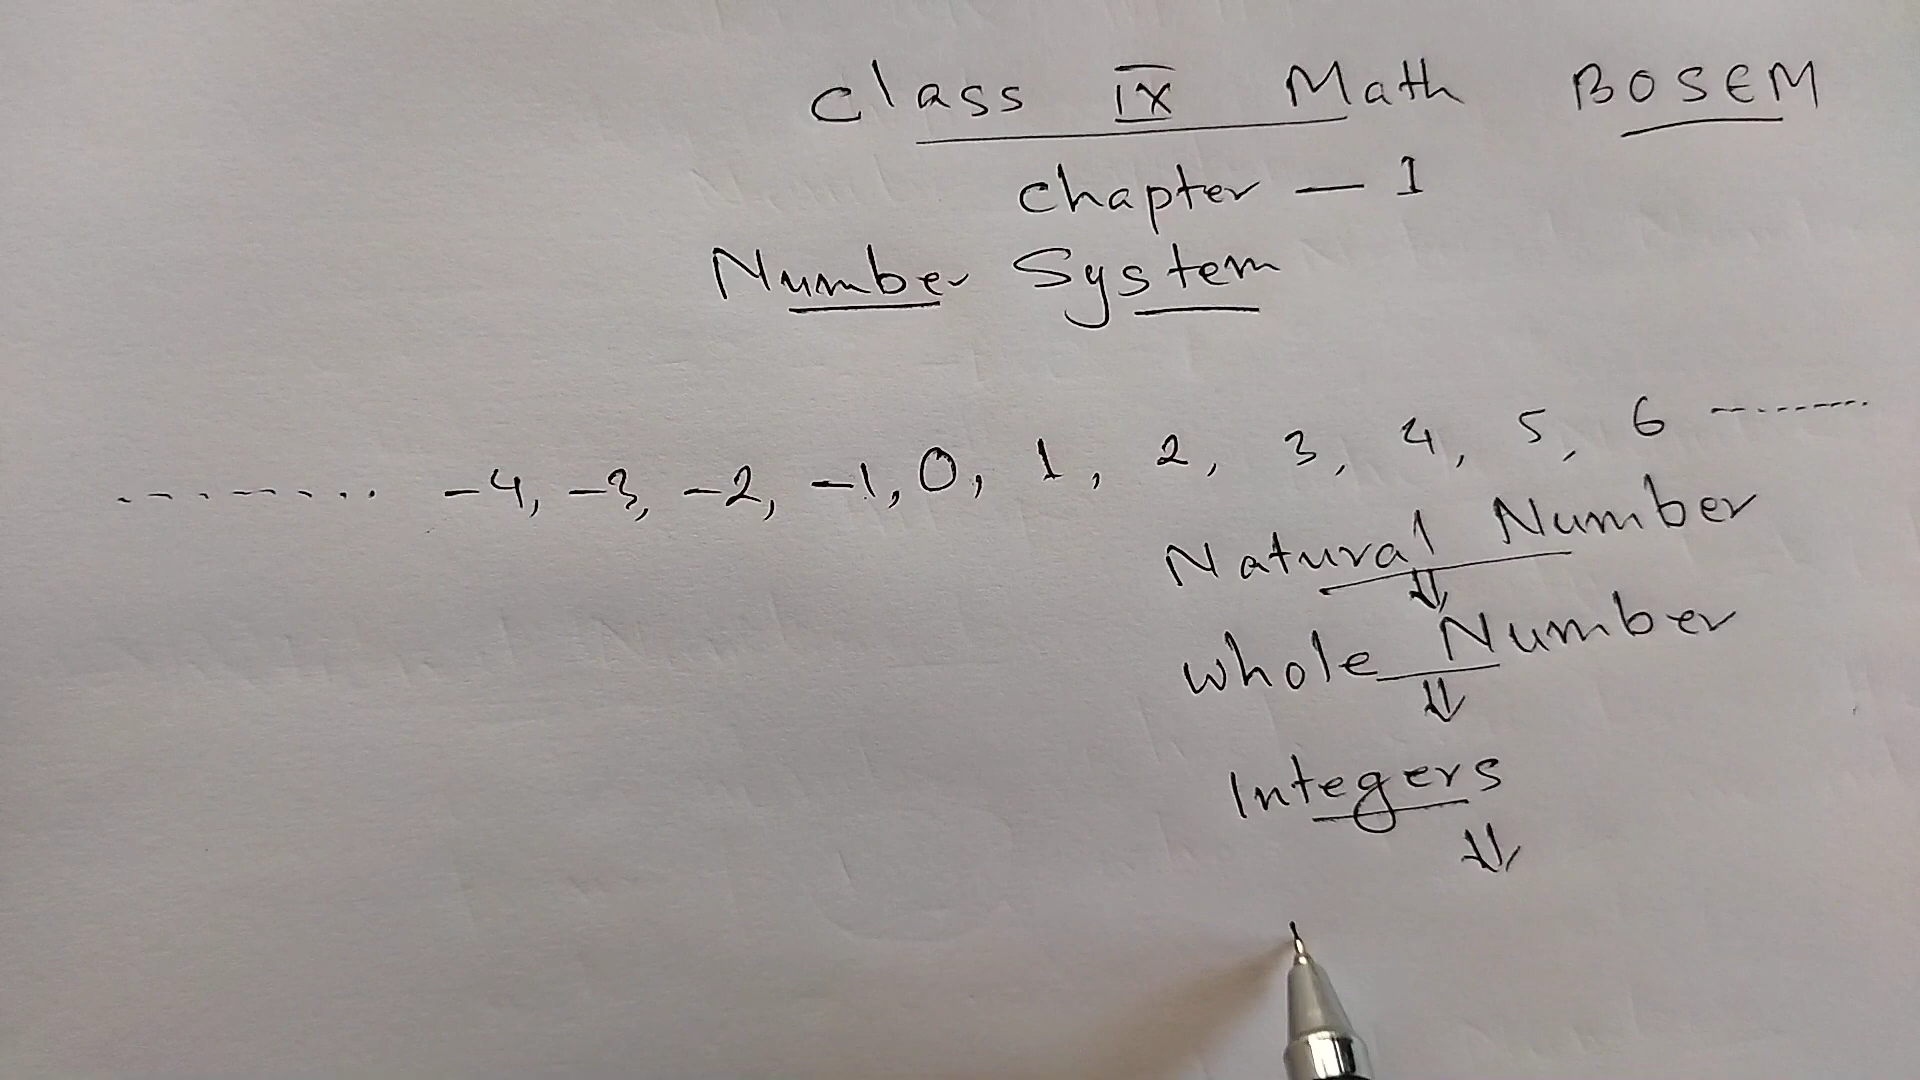 Class IX Math BOSEM
Chapter - 1
Number System
......... -4, -3, -2, -1, 0, 1, 2, 3, 4, 5, 6 .........
Natural Number
⇓
whole Number
⇓
Integers
⇓